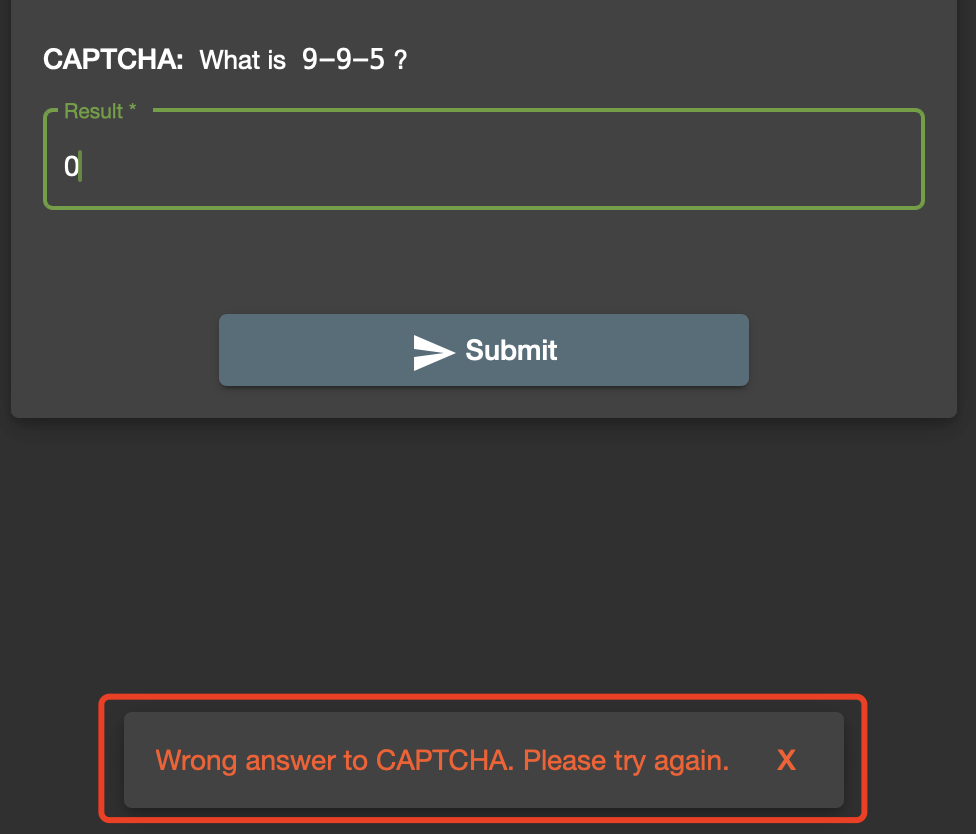 CAPTCHA: What is 9–9–5 ?
Result *
0
Submit
Wrong answer to CAPTCHA. Please try again. X